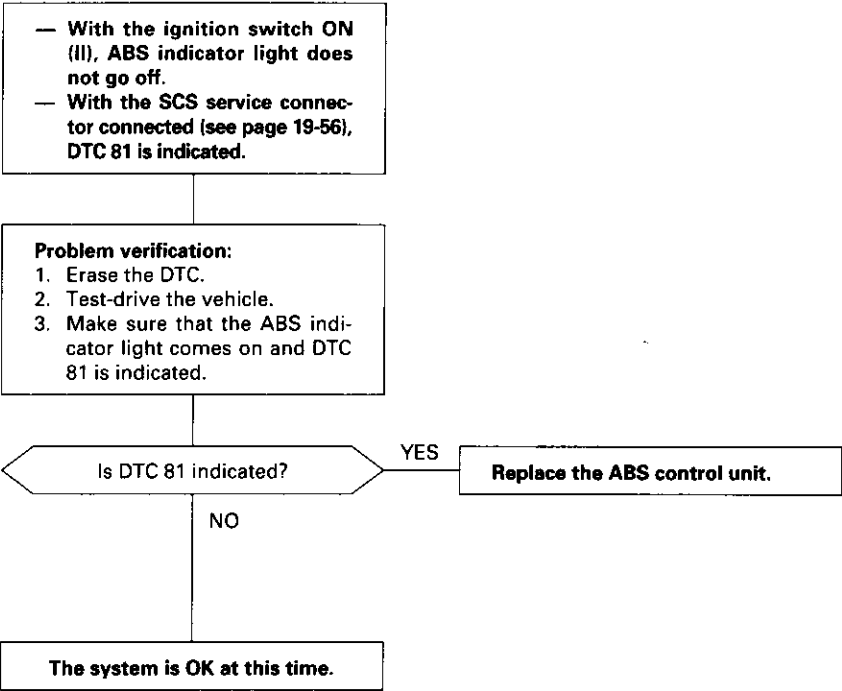 — With the ignition switch ON
(II), ABS indicator light does
not go off.
— With the SCS service connec-
tor connected (see page 19-56),
DTC 81 is indicated.
Problem verification:
1. Erase the DTC.
2. Test-drive the vehicle.
3. Make sure that the ABS indi-
cator light comes on and DTC
81 is indicated.
Is DTC 81 indicated?
YES
Replace the ABS control unit.
NO
The system is OK at this time.